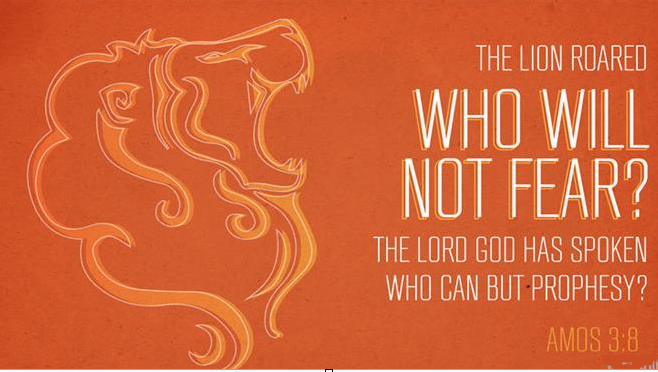 THE LION ROARED
WHO WILL
NOT FEAR?
THE LORD GOD HAS SPOKEN
WHO CAN BUT PROPHESY?
AMOS 3:8